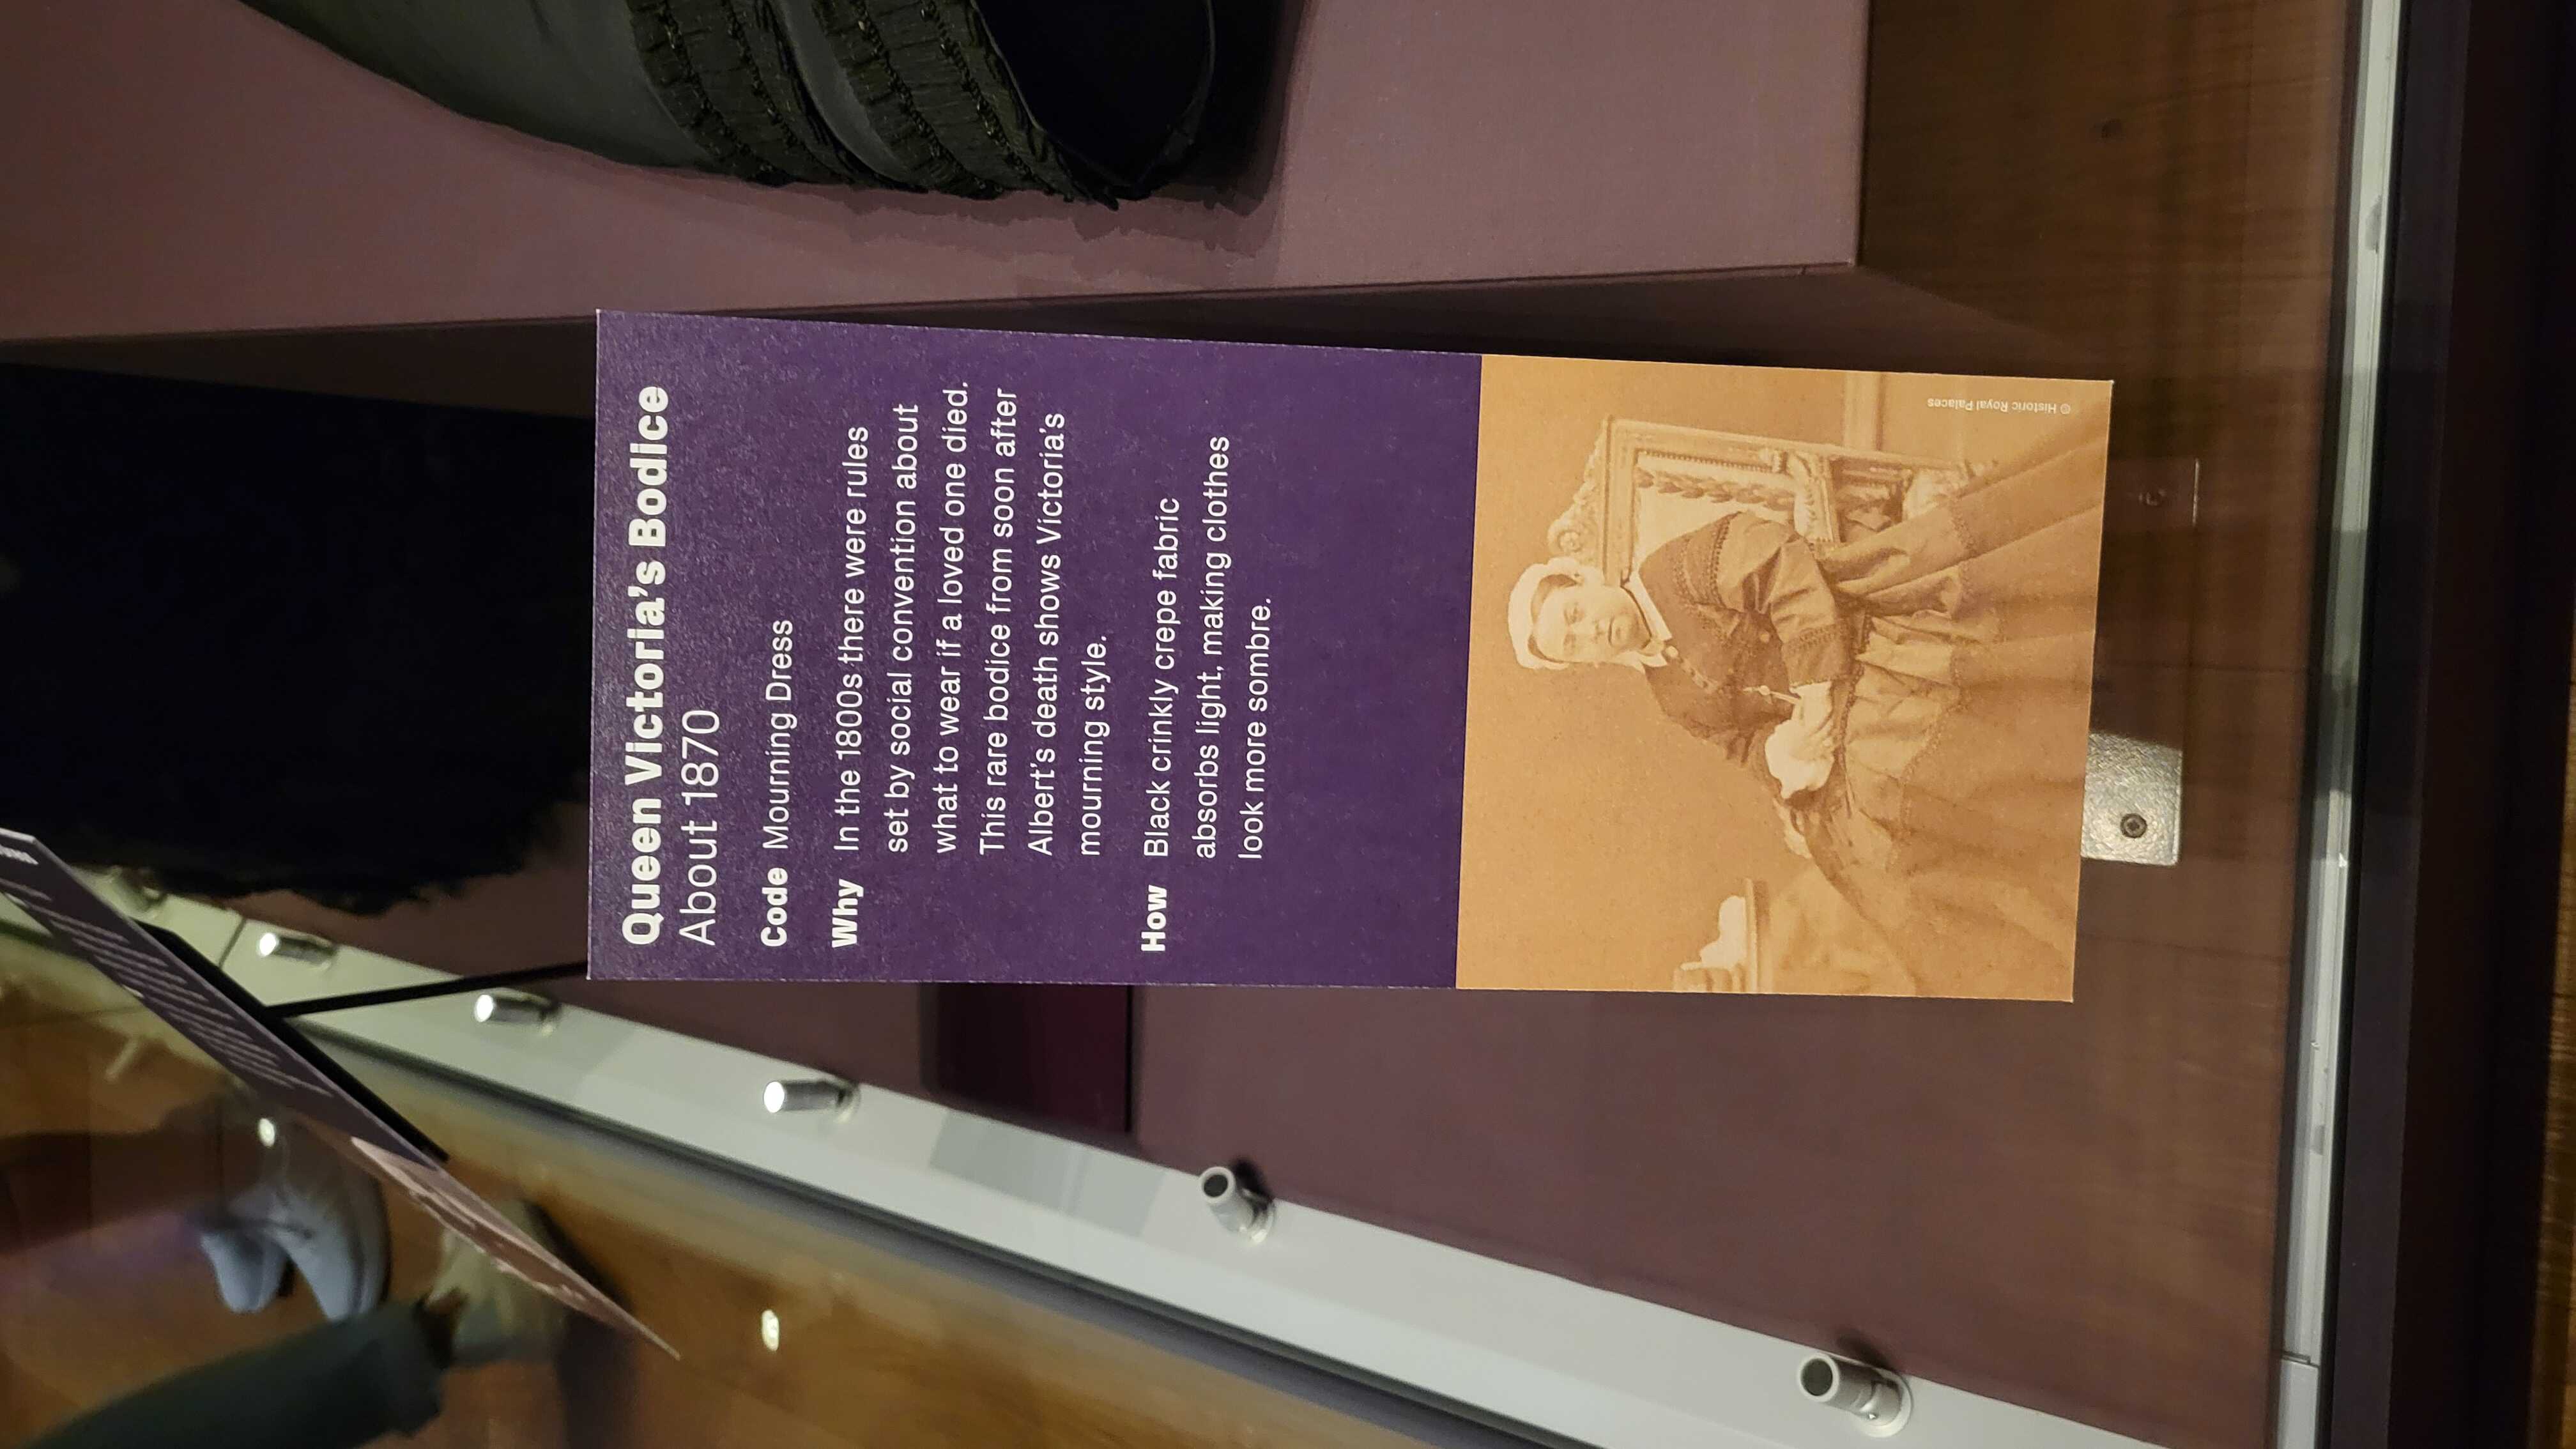 Queen Victoria's Bodice
About 1870
Code Mourning Dress
Why In the 1800s there were rules
set by social convention about
what to wear if a loved one died.
This rare bodice from soon after
Albert's death shows Victoria's
mourning style.
How Black crinkly crepe fabric
absorbs light, making clothes
look more sombre.
© Historic Royal Palaces